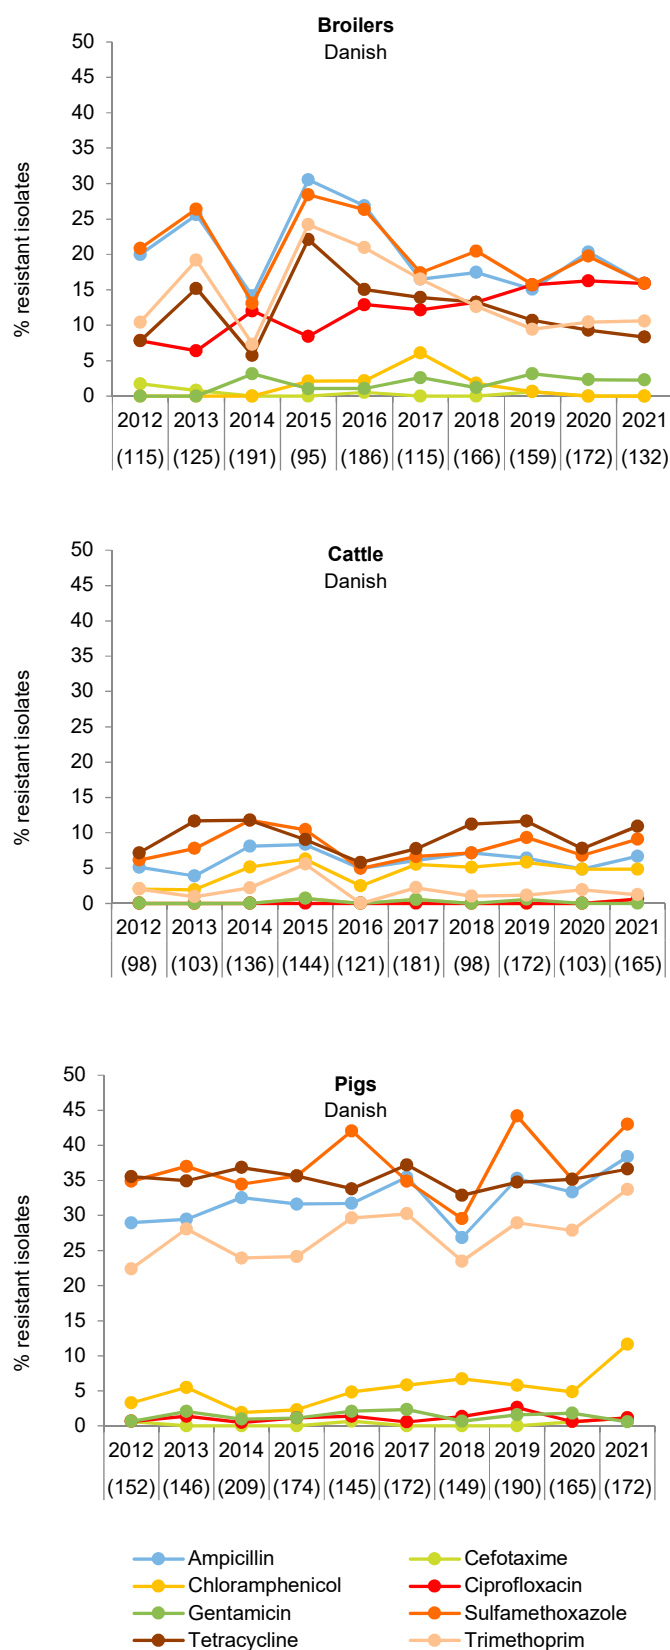 Broilers
Danish
% resistant isolates
50
45
40
35
30
25
20
15
10
5
0
2012 2013 2014 2015 2016 2017 2018 2019 2020 2021
(115) (125) (191) (95) (186) (115) (166) (159) (172) (132)
Cattle
Danish
% resistant isolates
50
45
40
35
30
25
20
15
10
5
0
2012 2013 2014 2015 2016 2017 2018 2019 2020 2021
(98) (103) (136) (144) (121) (181) (98) (172) (103) (165)
Pigs
Danish
% resistant isolates
50
45
40
35
30
25
20
15
10
5
0
2012 2013 2014 2015 2016 2017 2018 2019 2020 2021
(152) (146) (209) (174) (145) (172) (149) (190) (165) (172)
Ampicillin Cefotaxime
Chloramphenicol Ciprofloxacin
Gentamicin Sulfamethoxazole
Tetracycline Trimethoprim